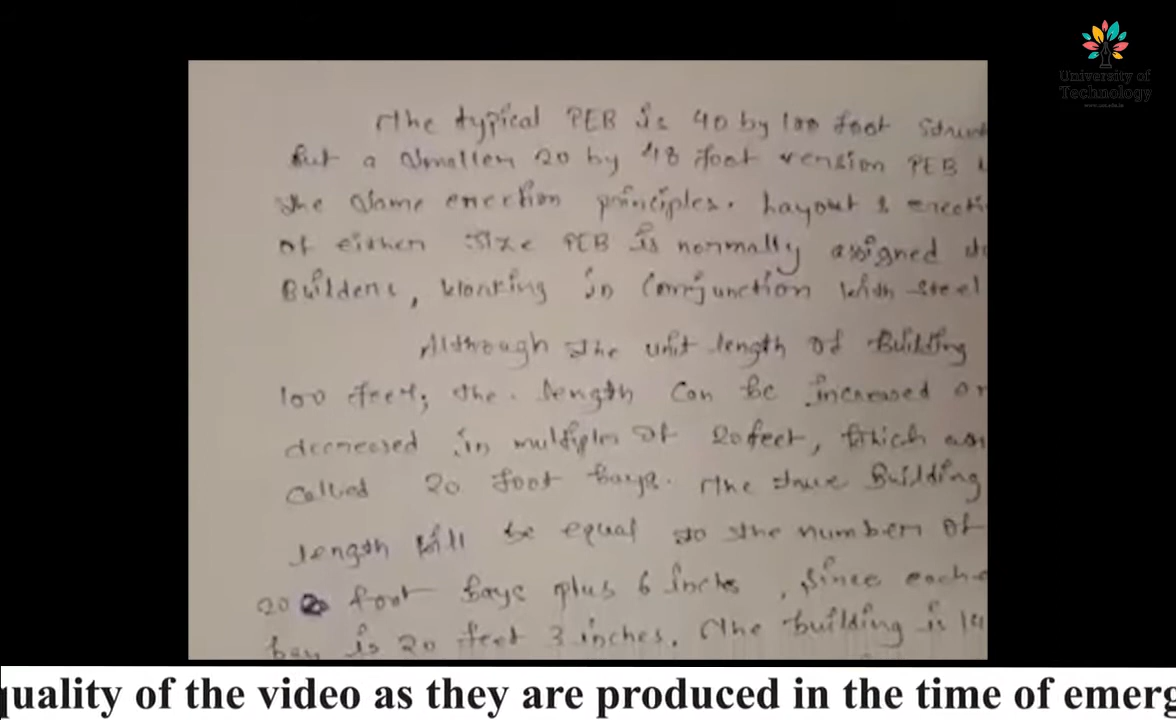 University of
Technology
The typical PEB is 40 by 100 foot
But a smaller 20 by 48 foot version PEB
the same erection principles. Layout &
of either size PEB is normally assigned
Builders, Working in Conjunction With Steel
Although the unit length of Building
100 feet, the length Can be increased or
decreased in multiples of 20 feet, Which
Called 20 foot bays. The true Building
length Will be equal to the number of
20 foot bays plus 6 inches, Since each
bay is 20 feet 3 inches. The building is
quality of the video as they are produced in the time of emerg